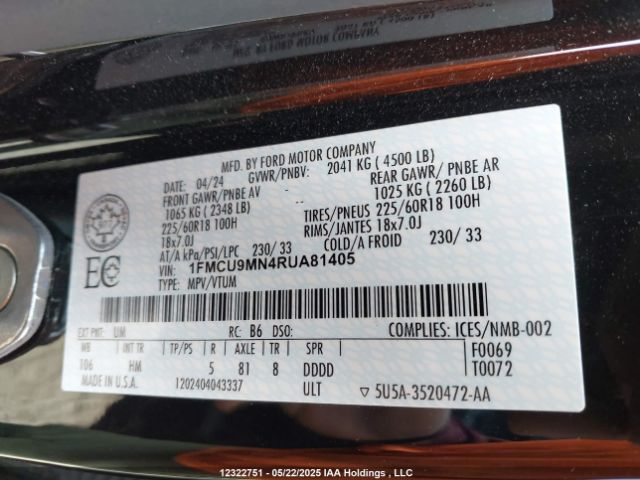 MFD. BY FORD MOTOR COMPANY
DATE: 04/24 GVWR/PNBV: 2041 KG ( 4500 LB)
FRONT GAWR/PNBE AV REAR GAWR/ PNBE AR
1065 KG ( 2348 LB) 1025 KG ( 2260 LB)
225/60R18 100H TIRES/PNEUS 225/60R18 100H
18x7.0J RIMS/JANTES 18x7.0J
AT/A kPa/PSI/LPC 230/ 33 COLD/A FROID 230/ 33
VIN: 1FMCU9MN4RUA81405
TYPE: MPV/VTUM
EC
EXT PNT: UM RC: B6 DSO: COMPLIES: ICES/NMB-002
WB INT TR TP/PS R AXLE TR SPR F0069
106 HM 5 81 8 DDDD T0072
MADE IN U.S.A. 1202404043337 ULT 5U5A-3520472-AA
12322751 - 05/22/2025 IAA Holdings , LLC